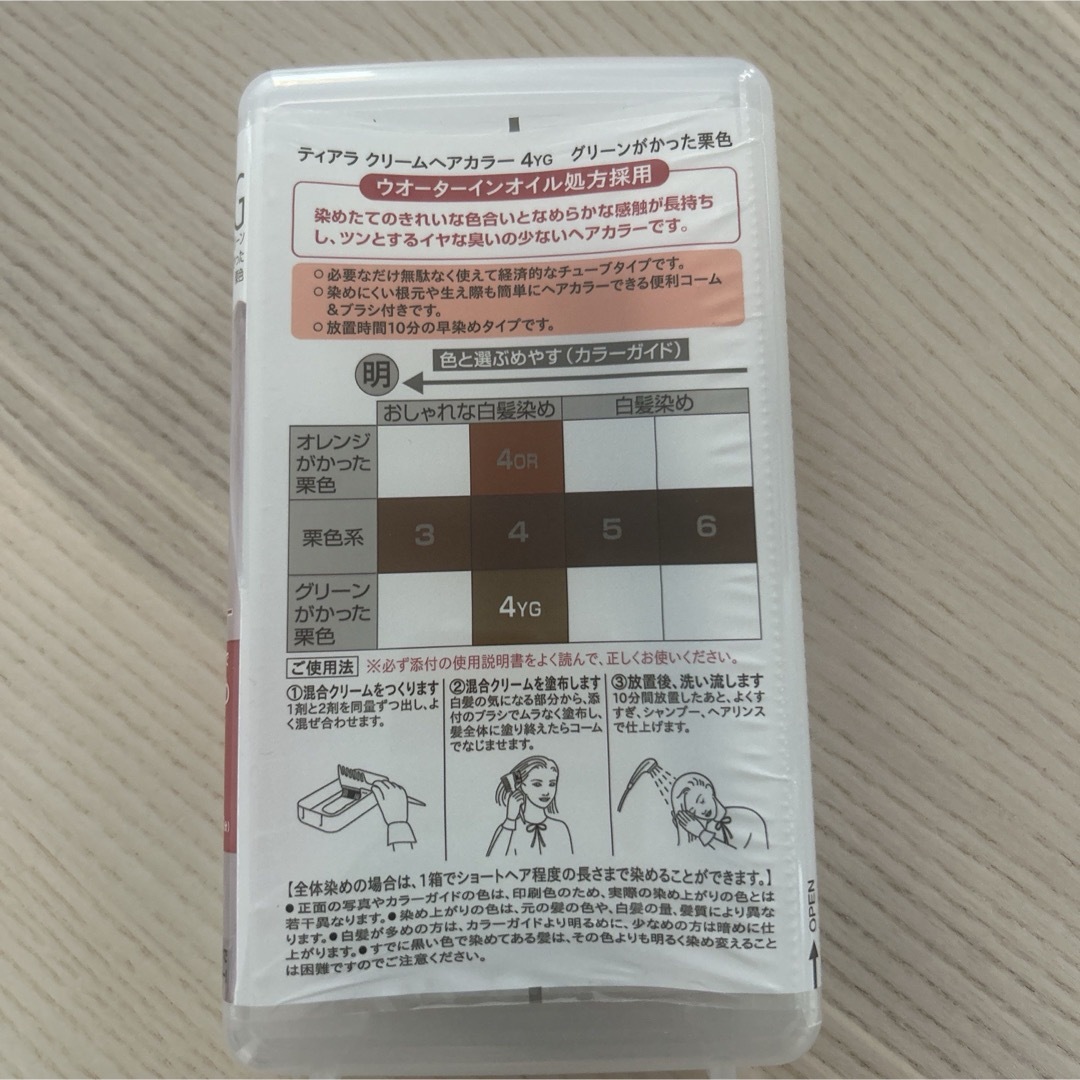 ティアラ クリームヘアカラー 4YG グリーンがかった栗色
ウオーターインオイル処方採用
染めたてのきれいな色合いとなめらかな感触が長持ち
し、ツンとするイヤな臭いの少ないヘアカラーです。
○必要なだけ無駄なく使えて経済的なチューブタイプです。
○染めにくい根元や生え際も簡単にヘアカラーできる便利コーム
&ブラシ付きです。
○放置時間10分の早染めタイプです。
色と選ぶめやす(カラーガイド)
明
おしゃれな白髪染め 白髪染め
オレンジ
がかった
栗色
4OR
栗色系 3 4 5 6
グリーン
がかった
栗色
4YG
ご使用法 ※必ず添付の使用説明書をよく読んで、正しくお使いください。
①混合クリームをつくります
1剤と2剤を同量ずつ出し、よ
く混ぜ合わせます。
②混合クリームを塗布します
白髪の気になる部分から、添
付のブラシでムラなく塗布し、
髪全体に塗り終えたらコーム
でなじませます。
③放置後、洗い流します
10分間放置したあと、よくす
すぎ、シャンプー、ヘアリンス
で仕上げます。
【全体染めの場合は、1箱でショートヘア程度の長さまで染めることができます。】
●正面の写真やカラーガイドの色は、印刷色のため、実際の染め上がりの色とは
若干異なります。●染め上がりの色は、元の髪の色や、白髪の量、髪質により異な
ります。●白髪が多めの方は、カラーガイドより明るめに、少なめの方は暗めに仕
上がります。●すでに黒い色で染めてある髪は、その色よりも明るく染め変えること
は困難ですのでご注意ください。
OPEN